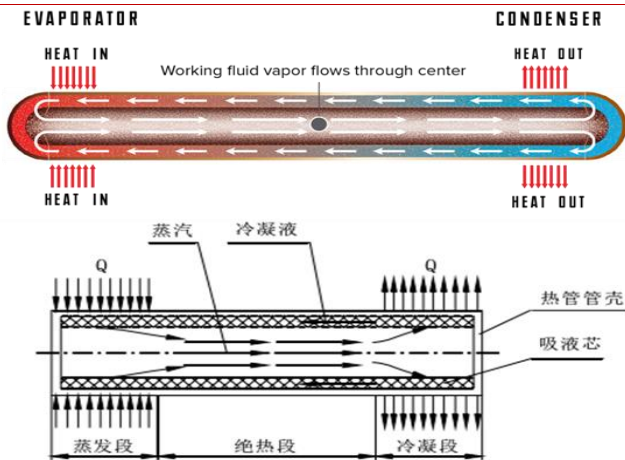 EVAPORATOR
CONDENSER
HEAT IN
HEAT OUT
Working fluid vapor flows through center
HEAT IN
HEAT OUT
蒸汽
冷凝液
Q
Q
热管管壳
吸液芯
蒸发段
绝热段
冷凝段